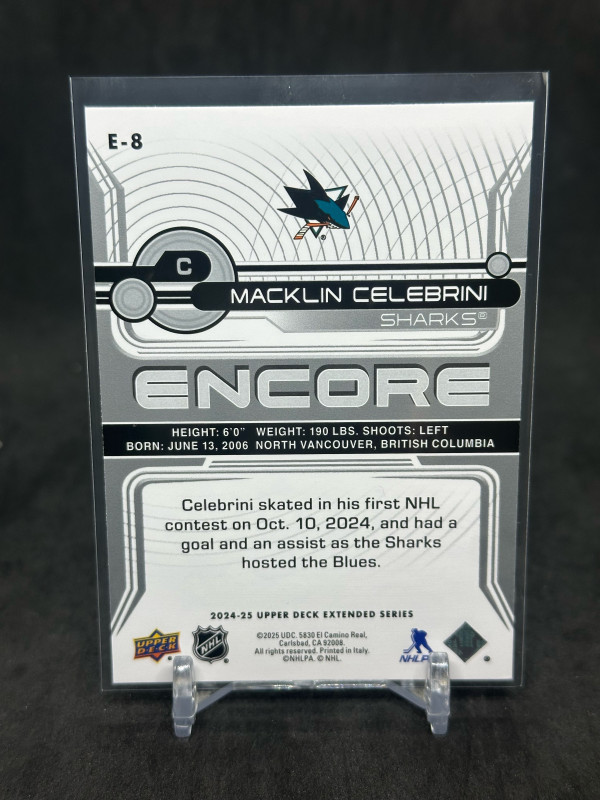 E-8
C
MACKLIN CELEBRINI
SHARKS®
ENCORE
HEIGHT: 6'0" WEIGHT: 190 LBS. SHOOTS: LEFT
BORN: JUNE 13, 2006 NORTH VANCOUVER, BRITISH COLUMBIA
Celebrini skated in his first NHL
contest on Oct. 10, 2024, and had a
goal and an assist as the Sharks
hosted the Blues.
2024-25 UPPER DECK EXTENDED SERIES
UPPER DECK
NHL
©2025 UDC. 5830 El Camino Real,
Carlsbad, CA 92008.
All rights reserved. Printed in Italy.
©NHLPA. © NHL.
NHLP